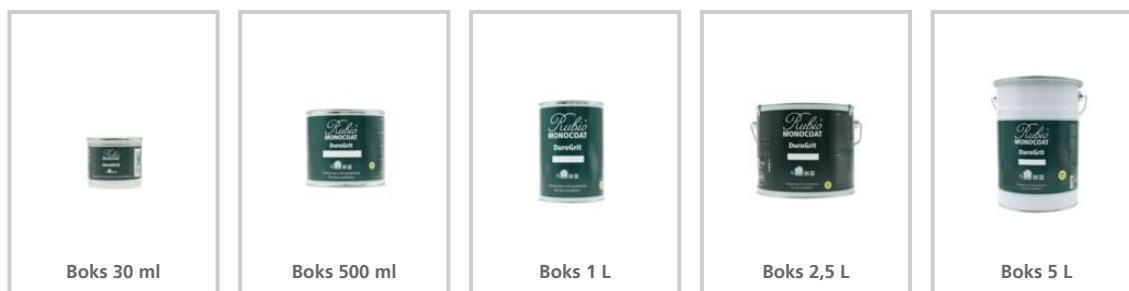 Rubio
MONOCOAT
DuroGrit
Rubio
MONOCOAT
DuroGrit
Rubio
MONOCOAT
DuroGrit
Rubio
MONOCOAT
DuroGrit
Rubio
MONOCOAT
DuroGrit
Boks 30 ml
Boks 500 ml
Boks 1 L
Boks 2,5 L
Boks 5 L